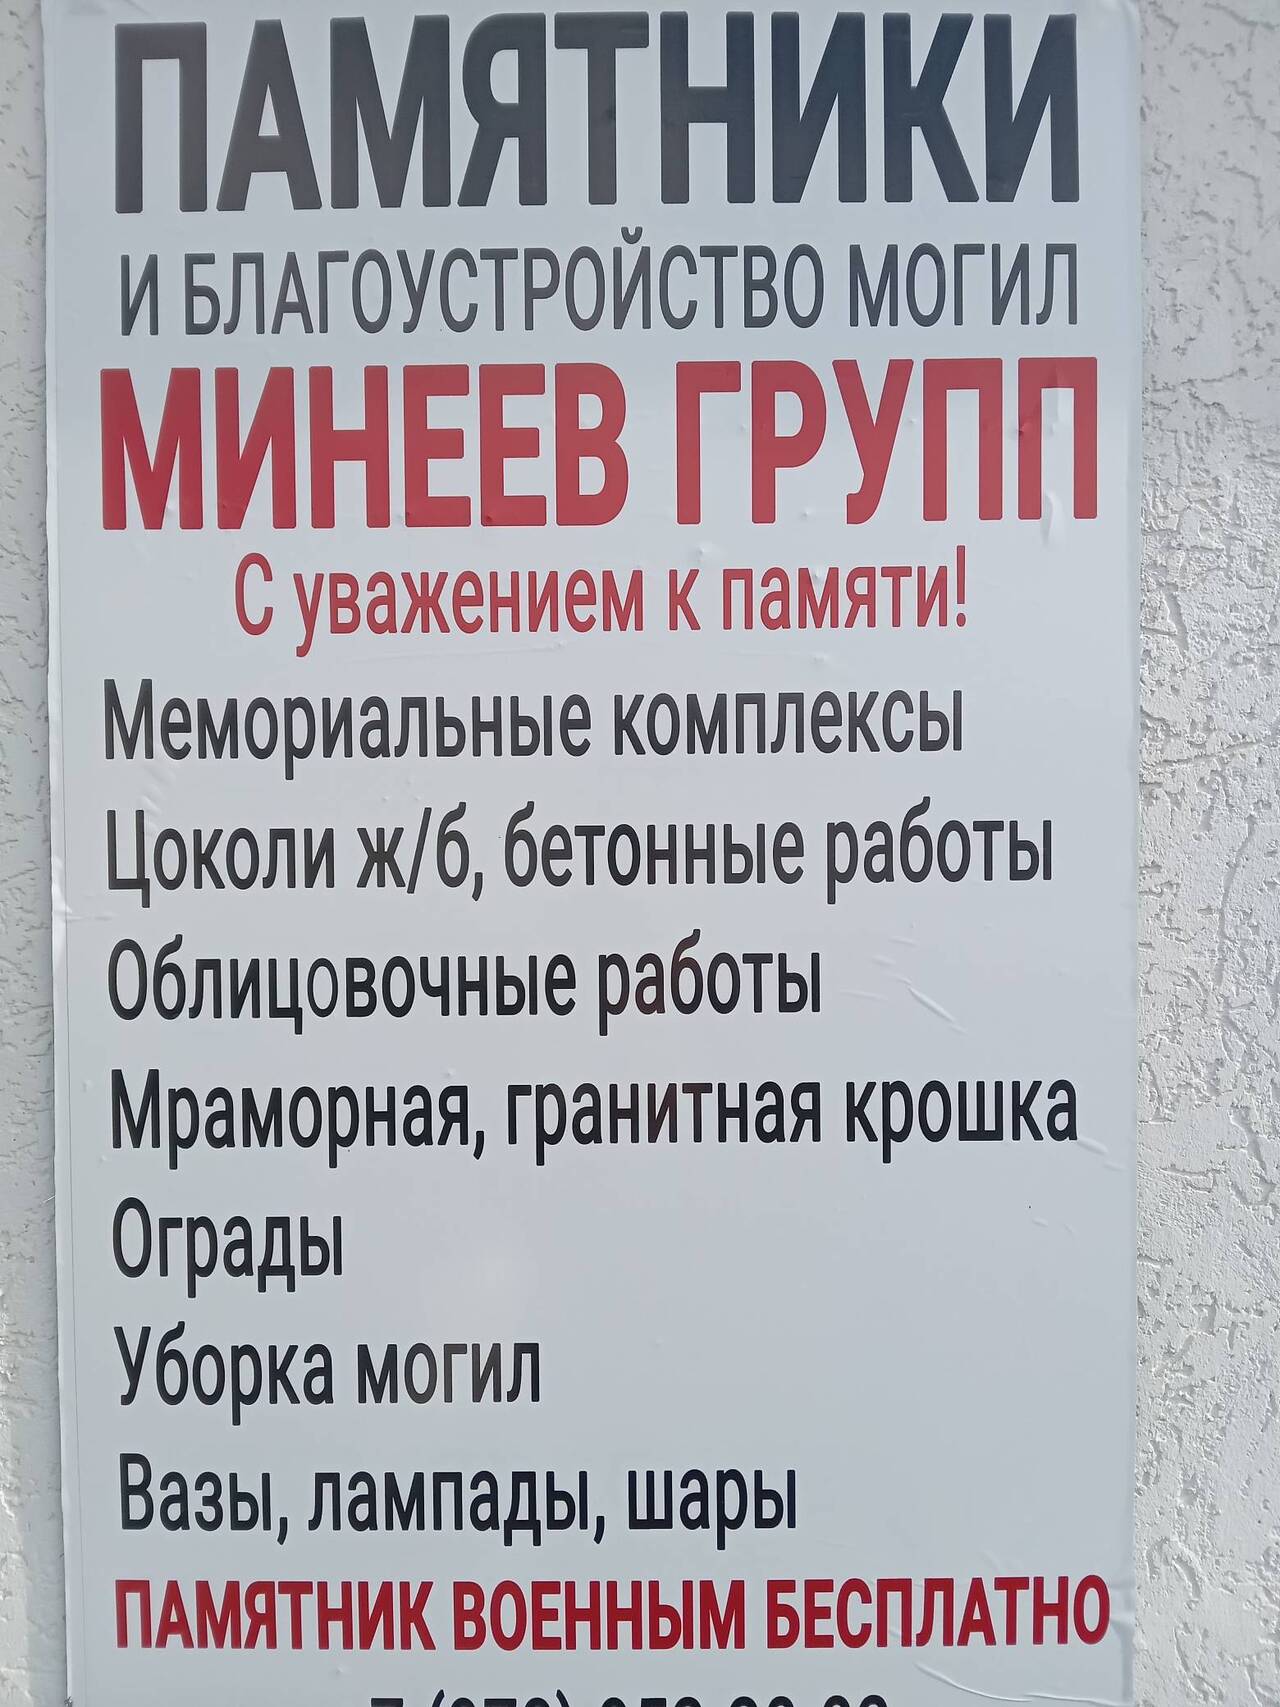 ПАМЯТНИКИ
И БЛАГОУСТРОЙСТВО МОГИЛ
МИНЕЕВ ГРУПП
С уважением к памяти!
Мемориальные комплексы
Цоколи ж/б, бетонные работы
Облицовочные работы
Мраморная, гранитная крошка
Ограды
Уборка могил
Вазы, лампады, шары
ПАМЯТНИК ВОЕННЫМ БЕСПЛАТНО